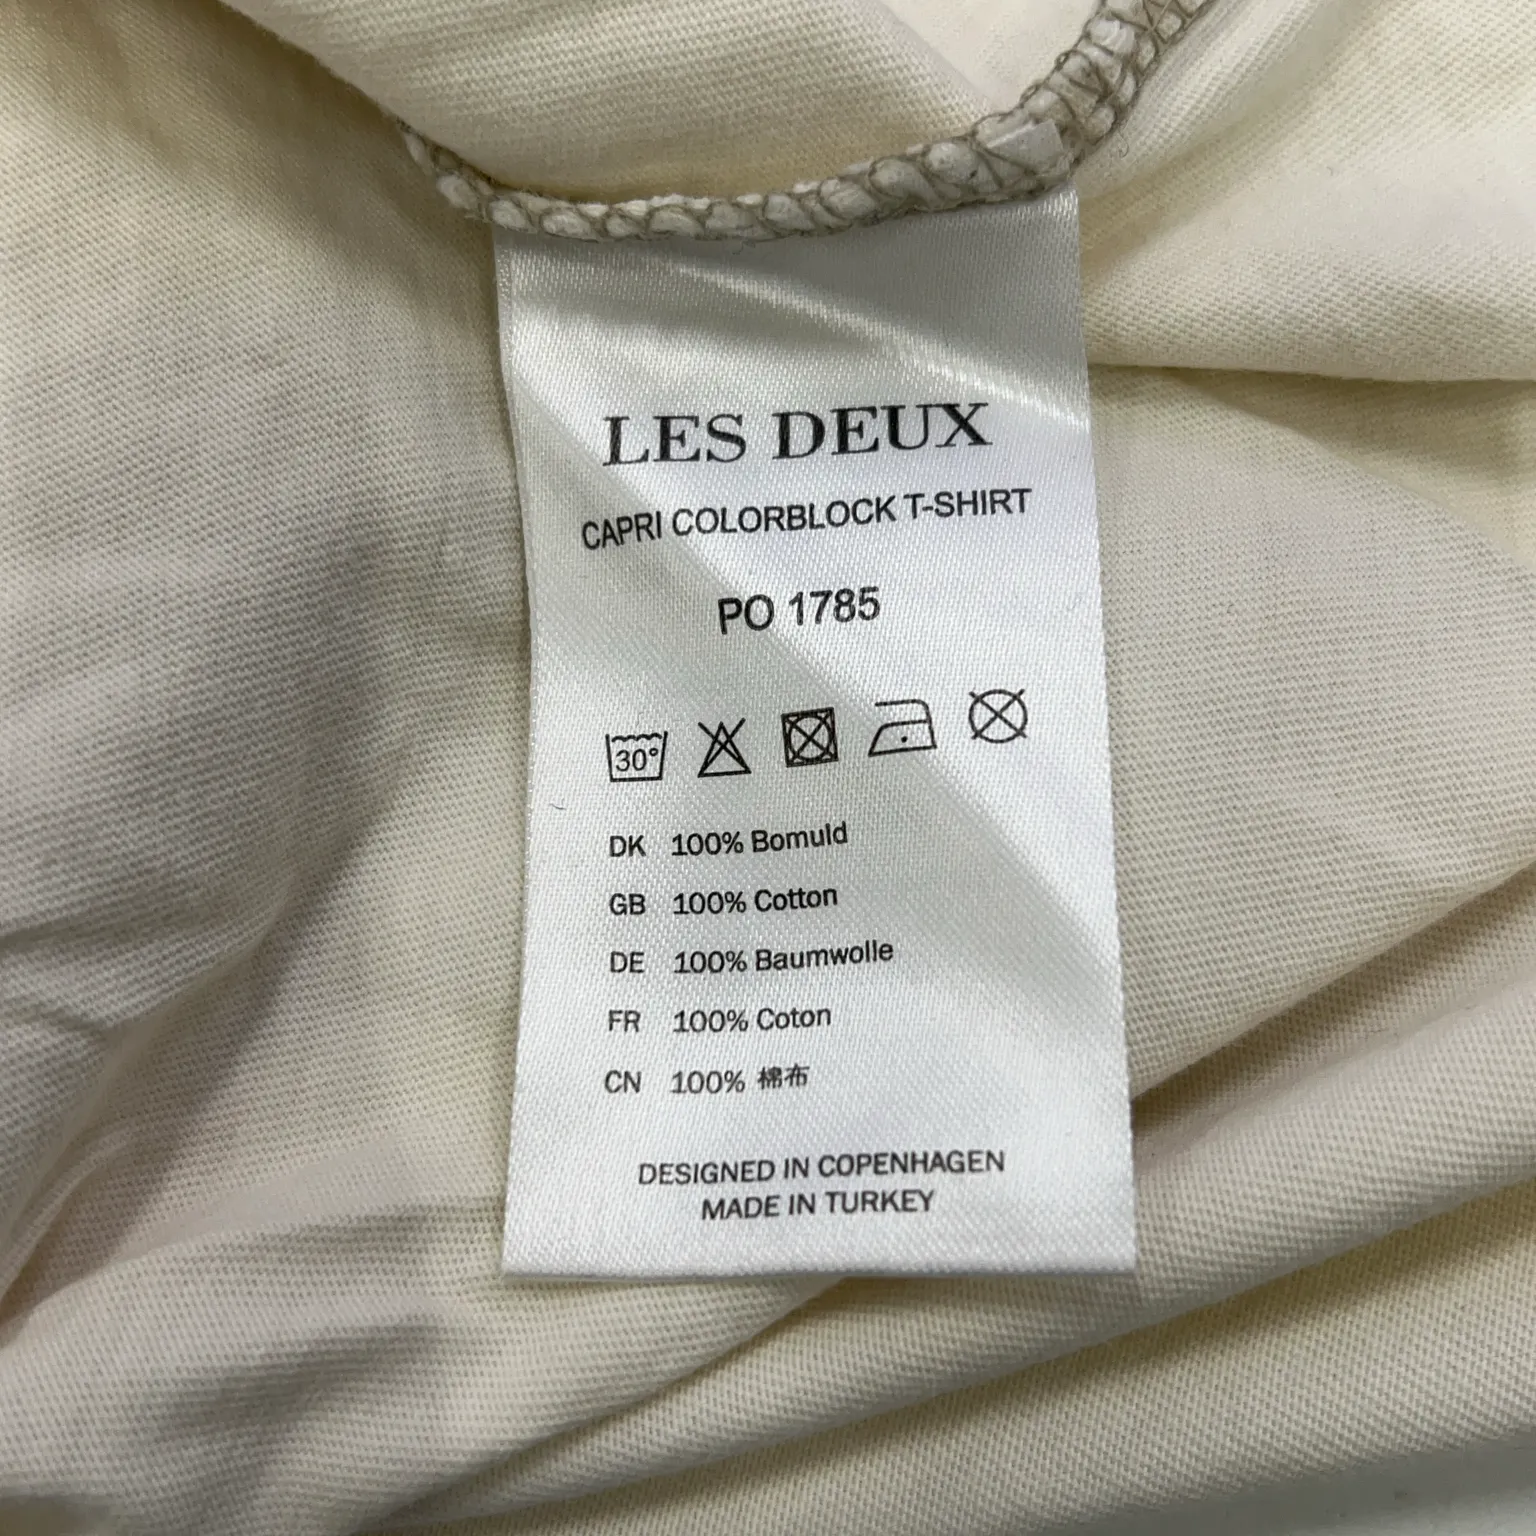 LES DEUX
CAPRI COLORBLOCK T-SHIRT
PO 1785
30°
DK 100% Bomuld
GB 100% Cotton
DE 100% Baumwolle
FR 100% Coton
CN 100% 棉布
DESIGNED IN COPENHAGEN
MADE IN TURKEY